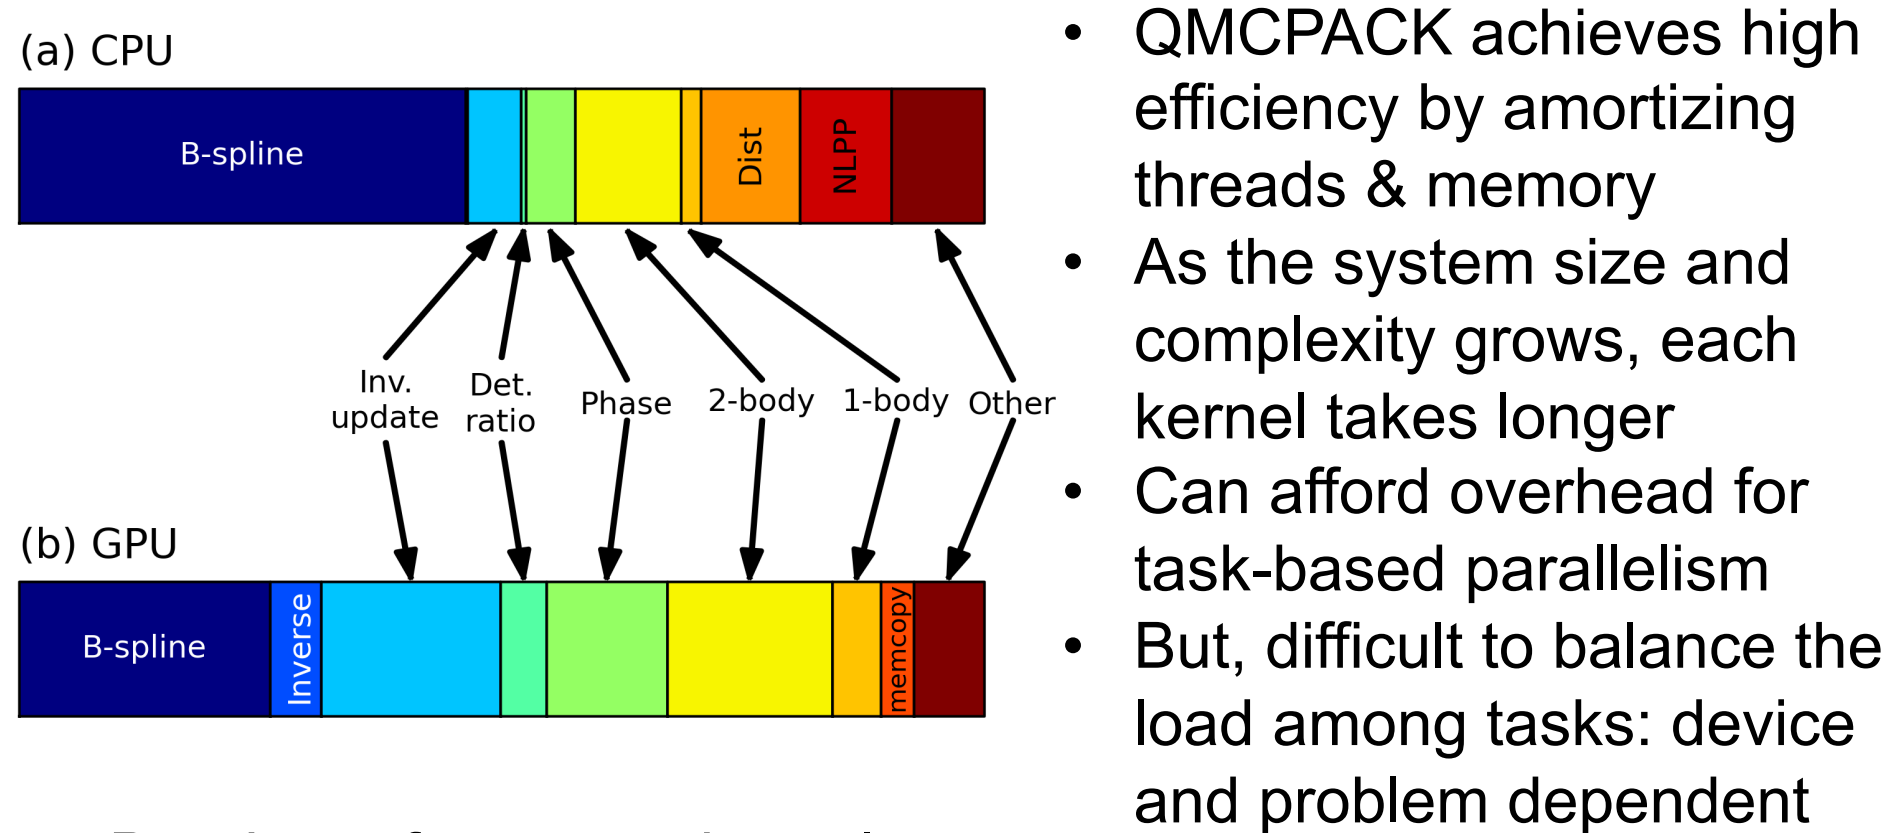 (a) CPU
B-spline
Dist
NLPP
Inv.
update
Det.
ratio
Phase
2-body
1-body
Other
(b) GPU
B-spline
Inverse
memcopy
• QMCPACK achieves high
efficiency by amortizing
threads & memory
• As the system size and
complexity grows, each
kernel takes longer
• Can afford overhead for
task-based parallelism
• But, difficult to balance the
load among tasks: device
and problem dependent